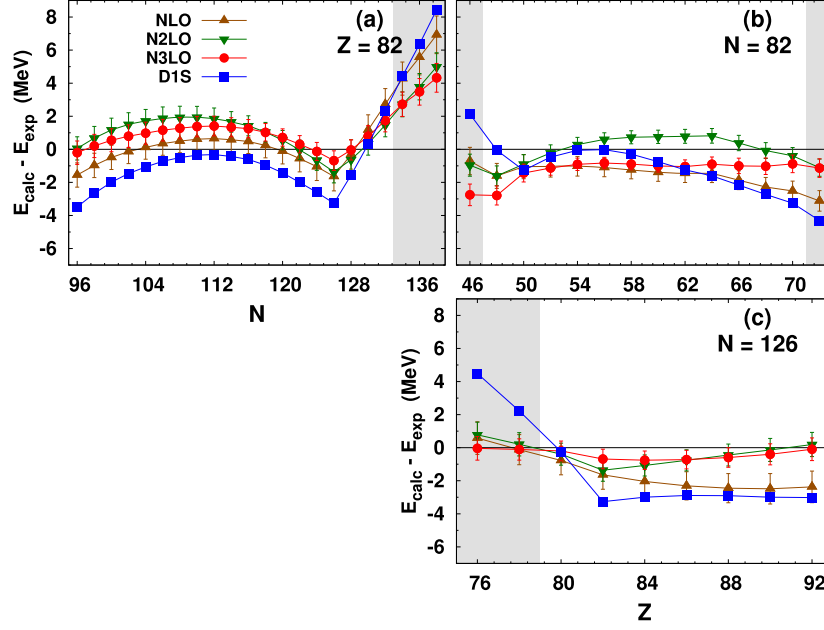 (a)
Z = 82
NLO
N2LO
N3LO
D1S
E_calc - E_exp (MeV)
8
6
4
2
0
-2
-4
-6
96 104 112 120 128 136
N
(b)
N = 82
46 50 54 58 62 66 70
(c)
N = 126
E_calc - E_exp (MeV)
8
6
4
2
0
-2
-4
-6
76 80 84 88 92
Z